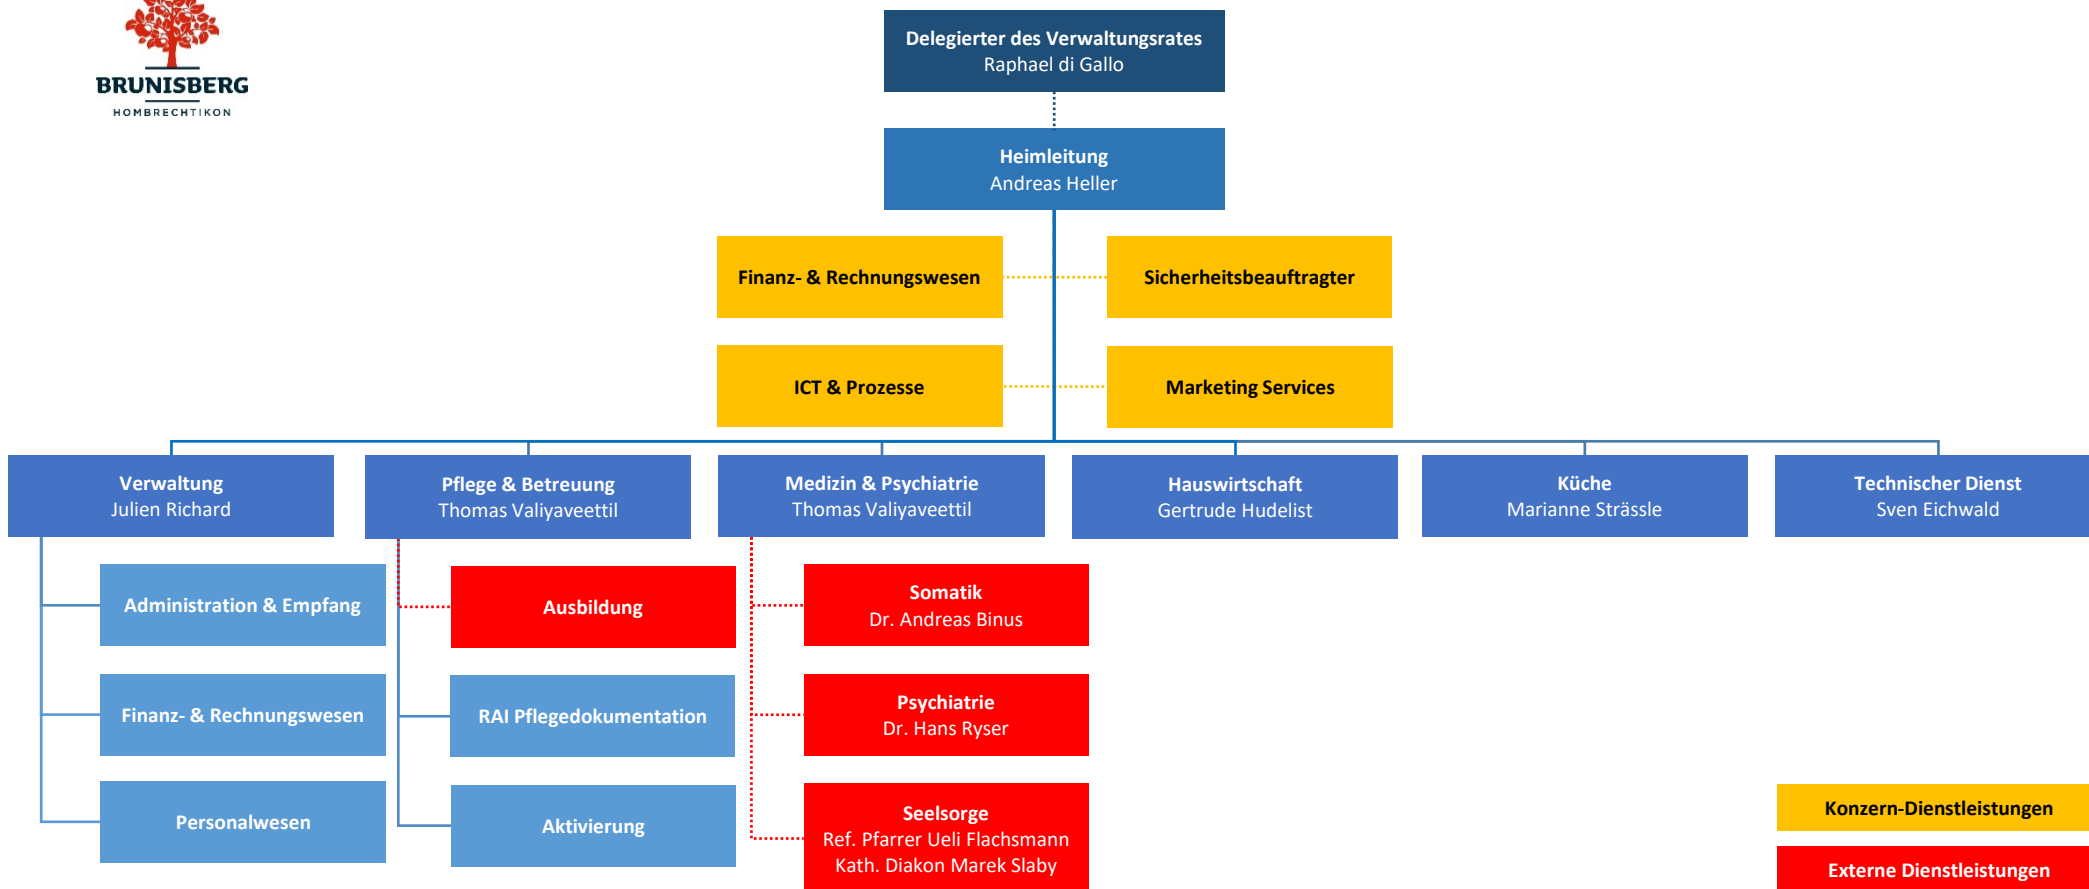 BRUNISBERG
HOMBRECHTIKON
Delegierter des Verwaltungsrates
Raphael di Gallo
Heimleitung
Andreas Heller
Finanz- & Rechnungswesen
Sicherheitsbeauftragter
ICT & Prozesse
Marketing Services
Verwaltung
Julien Richard
Pflege & Betreuung
Thomas Valiyaveettil
Medizin & Psychiatrie
Thomas Valiyaveettil
Hauswirtschaft
Gertrude Hudelist
Küche
Marianne Strässle
Technischer Dienst
Sven Eichwald
Administration & Empfang
Finanz- & Rechnungswesen
Personalwesen
Ausbildung
RAI Pflegedokumentation
Aktivierung
Somatik
Dr. Andreas Binus
Psychiatrie
Dr. Hans Ryser
Seelsorge
Ref. Pfarrer Ueli Flachsmann
Kath. Diakon Marek Slaby
Konzern-Dienstleistungen
Externe Dienstleistungen